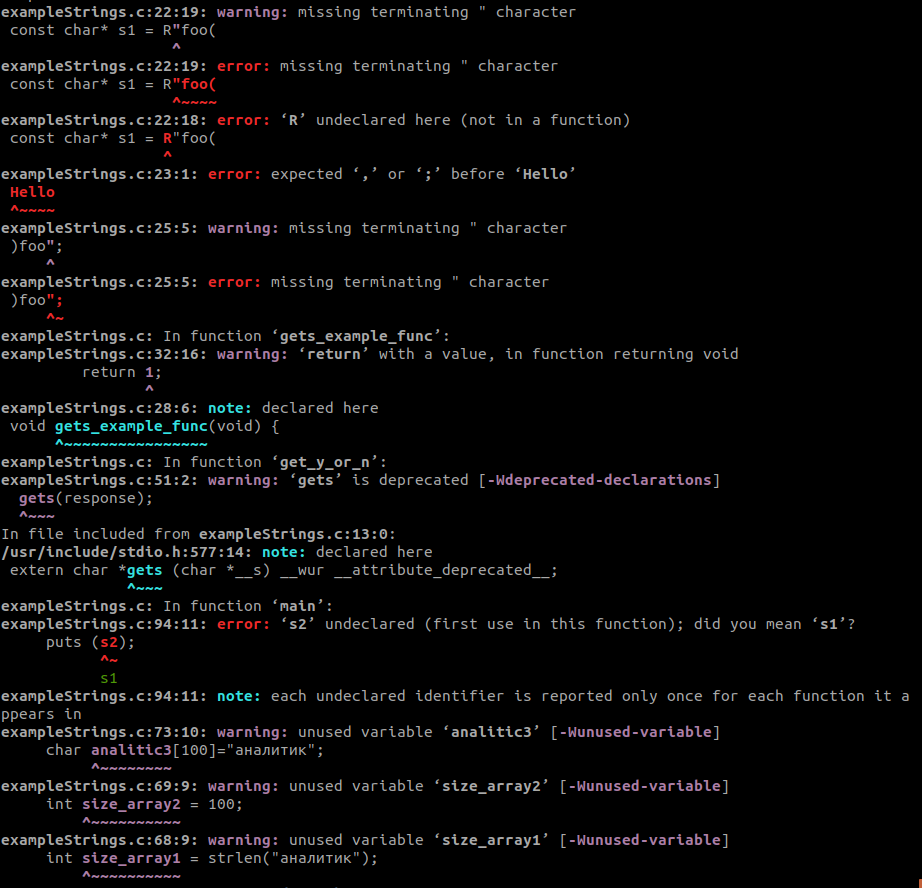 exampleStrings.c:22:19: warning: missing terminating " character
 const char* s1 = R"foo(
                   ^
exampleStrings.c:22:19: error: missing terminating " character
 const char* s1 = R"foo(
                   ^~~~~
exampleStrings.c:22:18: error: ‘R’ undeclared here (not in a function)
 const char* s1 = R"foo(
                  ^
exampleStrings.c:23:1: error: expected ‘,’ or ‘;’ before ‘Hello’
 Hello
 ^~~~~
exampleStrings.c:25:5: warning: missing terminating " character
 )foo";
     ^
exampleStrings.c:25:5: error: missing terminating " character
 )foo";
     ^~
exampleStrings.c: In function ‘gets_example_func’:
exampleStrings.c:32:16: warning: ‘return’ with a value, in function returning void
         return 1;
                ^
exampleStrings.c:28:6: note: declared here
 void gets_example_func(void) {
      ^~~~~~~~~~~~~~~~~
exampleStrings.c: In function ‘get_y_or_n’:
exampleStrings.c:51:2: warning: ‘gets’ is deprecated [-Wdeprecated-declarations]
  gets(response);
  ^~~~
In file included from exampleStrings.c:13:0:
/usr/include/stdio.h:577:14: note: declared here
 extern char *gets (char *__s) __wur __attribute_deprecated__;
              ^~~~
exampleStrings.c: In function ‘main’:
exampleStrings.c:94:11: error: ‘s2’ undeclared (first use in this function); did you mean ‘s1’?
     puts (s2);
           ^~
           s1
exampleStrings.c:94:11: note: each undeclared identifier is reported only once for each function it a
ppears in
exampleStrings.c:73:10: warning: unused variable ‘analitic3’ [-Wunused-variable]
     char analitic3[100]="аналитик";
          ^~~~~~~~~
exampleStrings.c:69:9: warning: unused variable ‘size_array2’ [-Wunused-variable]
     int size_array2 = 100;
         ^~~~~~~~~~~
exampleStrings.c:68:9: warning: unused variable ‘size_array1’ [-Wunused-variable]
     int size_array1 = strlen("аналитик");
         ^~~~~~~~~~~